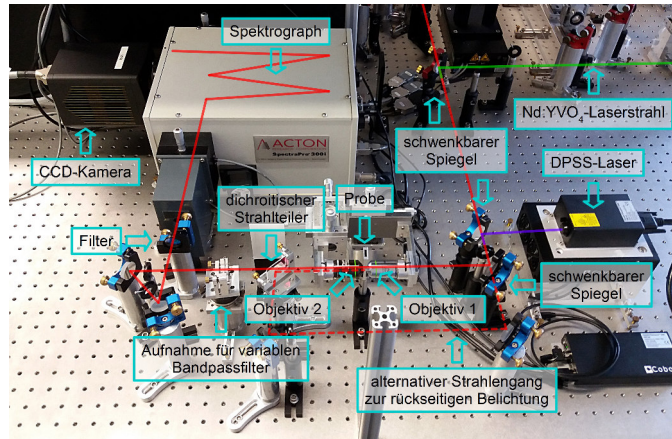 Spektrograph
Nd:YVO₄-Laserstrahl
ACTON
SpectraPro 300i
schwenkbarer
Spiegel
DPSS-Laser
CCD-Kamera
dichroitischer
Strahlteiler
Probe
Filter
schwenkbarer
Spiegel
Objektiv 2
Objektiv 1
Aufnahme für variablen
Bandpassfilter
alternativer Strahlengang
zur rückseitigen Belichtung
Cobo